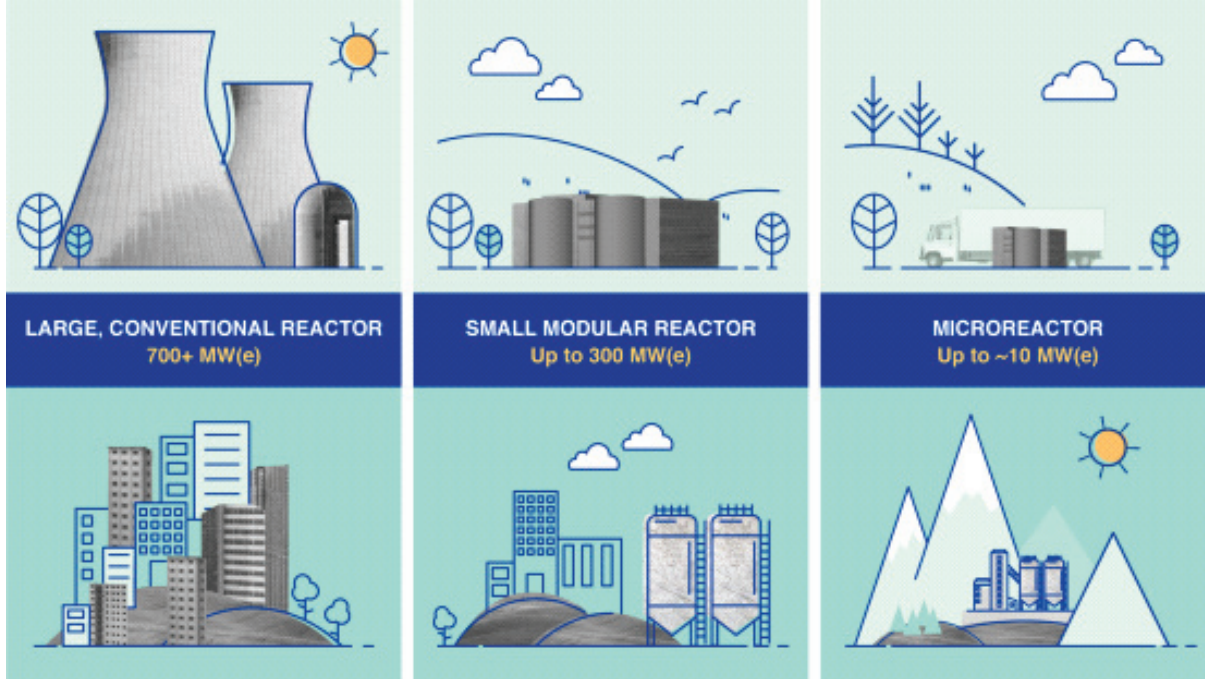 LARGE, CONVENTIONAL REACTOR
700+ MW(e)
SMALL MODULAR REACTOR
Up to 300 MW(e)
MICROREACTOR
Up to ~10 MW(e)